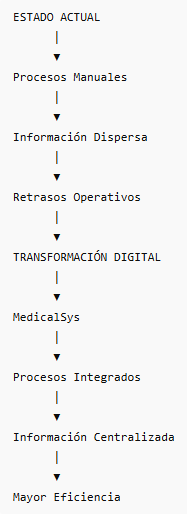 ESTADO ACTUAL
│
▼
Procesos Manuales
│
▼
Información Dispersa
│
▼
Retrasos Operativos
│
▼
TRANSFORMACIÓN DIGITAL
│
▼
MedicalSys
│
▼
Procesos Integrados
│
▼
Información Centralizada
│
▼
Mayor Eficiencia